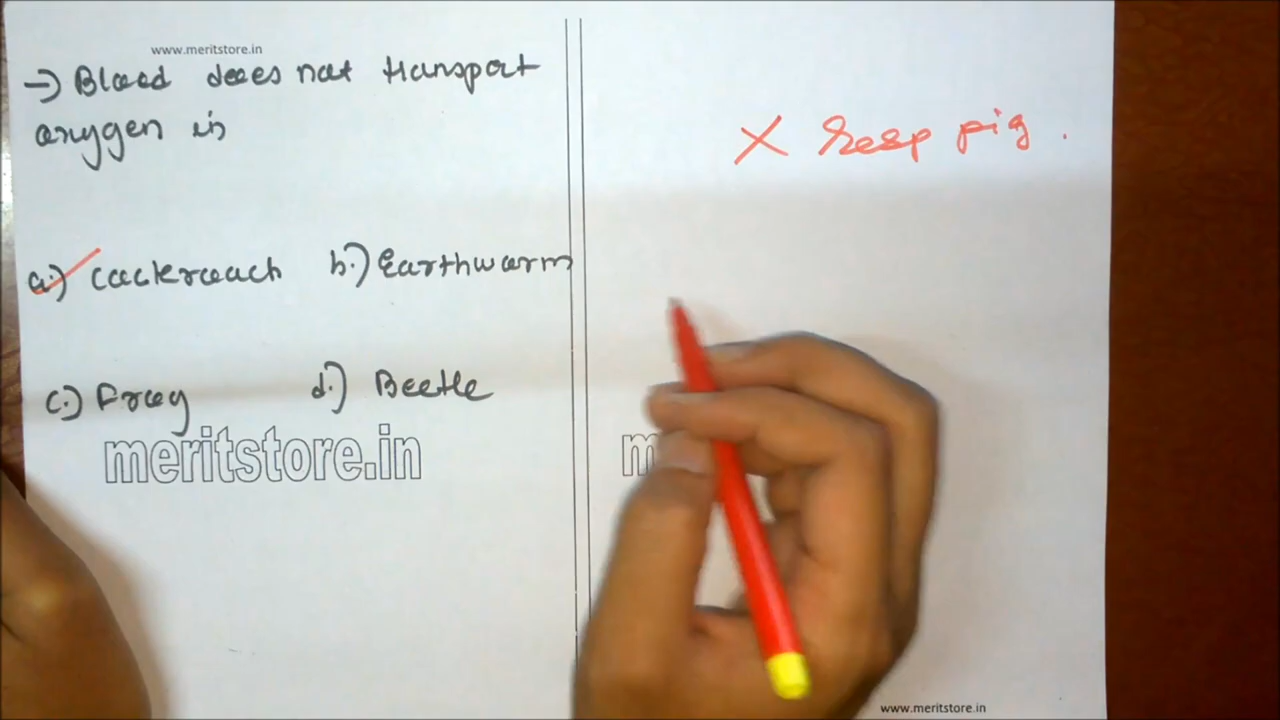 www.meritstore.in
→ Blood does not transport
oxygen in
X Resp pig.
a.) Cockroach b.) Earthworm
c.) Frog d.) Beetle
meritstore.in
m
www.meritstore.in